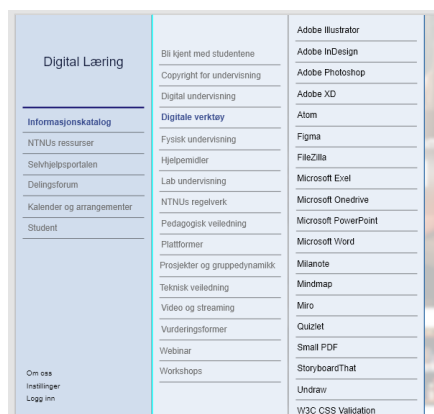 Digital Læring
Informasjonskatalog
NTNUs ressurser
Selvhjelpsportalen
Delingsforum
Kalender og arrangementer
Student
Om oss
Instillinger
Logg inn
Bli kjent med studentene
Copyright for undervisning
Digital undervisning
Digitale verktøy
Fysisk undervisning
Hjelpemidler
Lab undervisning
NTNUs regelverk
Pedagogisk veiledning
Plattformer
Prosjekter og gruppedynamikk
Teknisk veiledning
Video og streaming
Vurderingsformer
Webinar
Workshops
Adobe Illustrator
Adobe InDesign
Adobe Photoshop
Adobe XD
Atom
Figma
FileZilla
Microsoft Exel
Microsoft Onedrive
Microsoft PowerPoint
Microsoft Word
Milanote
Mindmap
Miro
Quizlet
Small PDF
StoryboardThat
Undraw
W3C CSS Validation